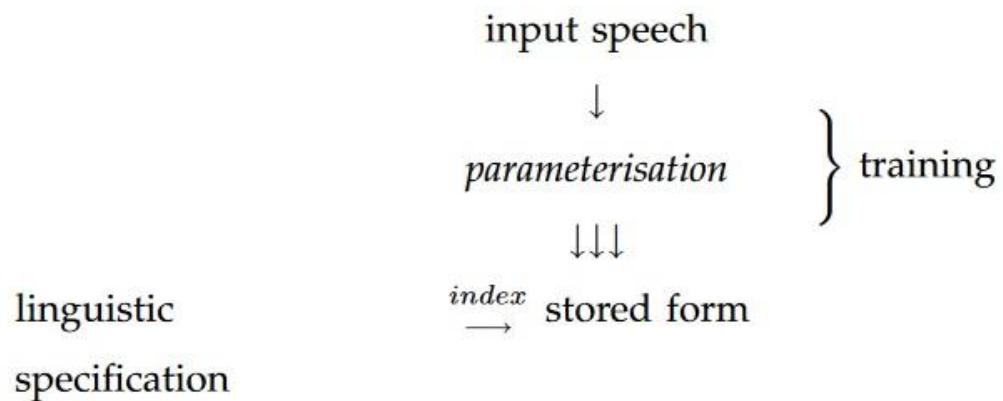 input speech
↓
parameterisation
} training
↓↓↓
index
linguistic → stored form
specification